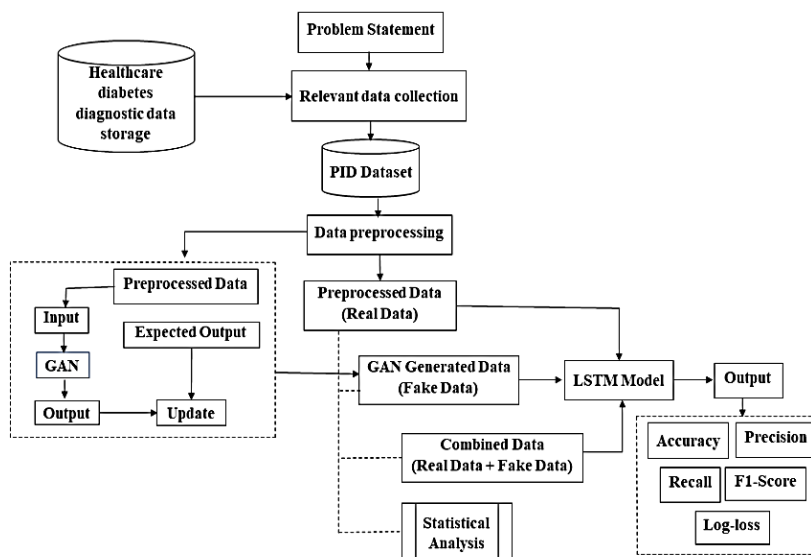 Problem Statement
Healthcare
diabetes
diagnostic data
storage
Relevant data collection
PID Dataset
Data preprocessing
Preprocessed Data
Input
Expected Output
GAN
Output
Update
Preprocessed Data
(Real Data)
GAN Generated Data
(Fake Data)
LSTM Model
Output
Combined Data
(Real Data + Fake Data)
Statistical
Analysis
Accuracy
Precision
Recall
F1-Score
Log-loss